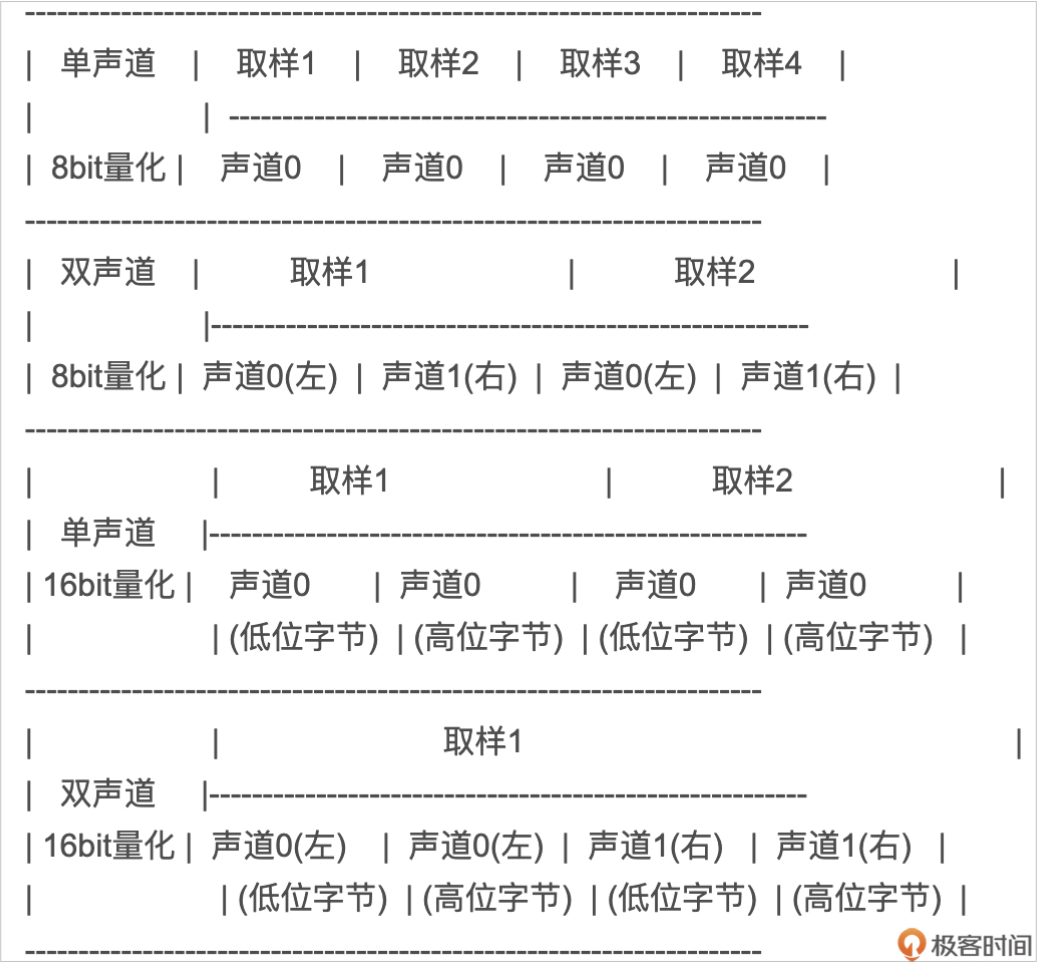 ---------------------------------------------------------------------
| 单声道 | 取样1 | 取样2 | 取样3 | 取样4 |
| | --------------------------------------------------------
| 8bit量化 | 声道0 | 声道0 | 声道0 | 声道0 |
---------------------------------------------------------------------
| 双声道 | 取样1 | 取样2 |
| |--------------------------------------------------------
| 8bit量化 | 声道0(左) | 声道1(右) | 声道0(左) | 声道1(右) |
---------------------------------------------------------------------
| | 取样1 | 取样2 |
| 单声道 |--------------------------------------------------------
| 16bit量化 | 声道0 | 声道0 | 声道0 | 声道0 |
| | (低位字节) | (高位字节) | (低位字节) | (高位字节) |
---------------------------------------------------------------------
| | 取样1 |
| 双声道 |--------------------------------------------------------
| 16bit量化 | 声道0(左) | 声道0(左) | 声道1(右) | 声道1(右) |
| | (低位字节) | (高位字节) | (低位字节) | (高位字节) |
---------------------------------------------------------------------
极客时间